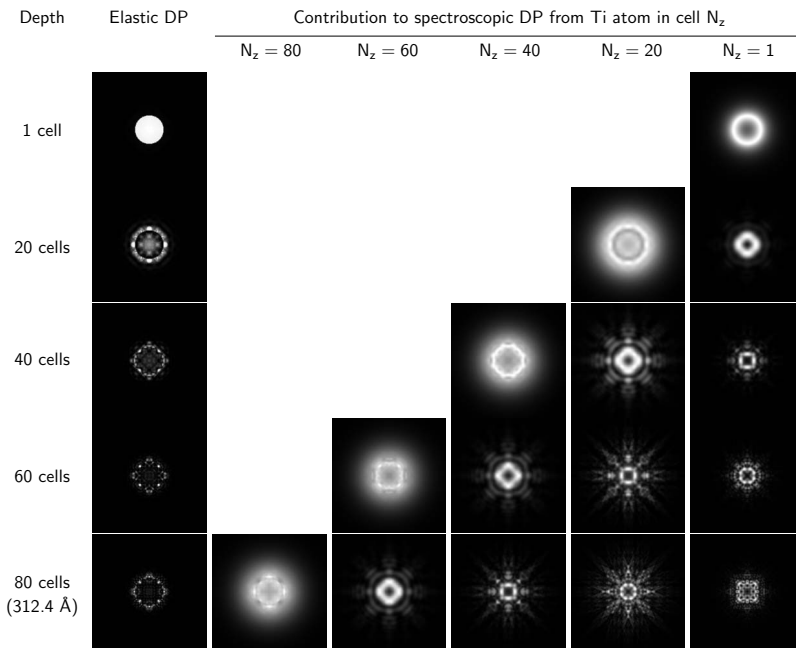 Depth Elastic DP Contribution to spectroscopic DP from Ti atom in cell N_z
N_z = 80 N_z = 60 N_z = 40 N_z = 20 N_z = 1
1 cell
20 cells
40 cells
60 cells
80 cells
(312.4 Å)